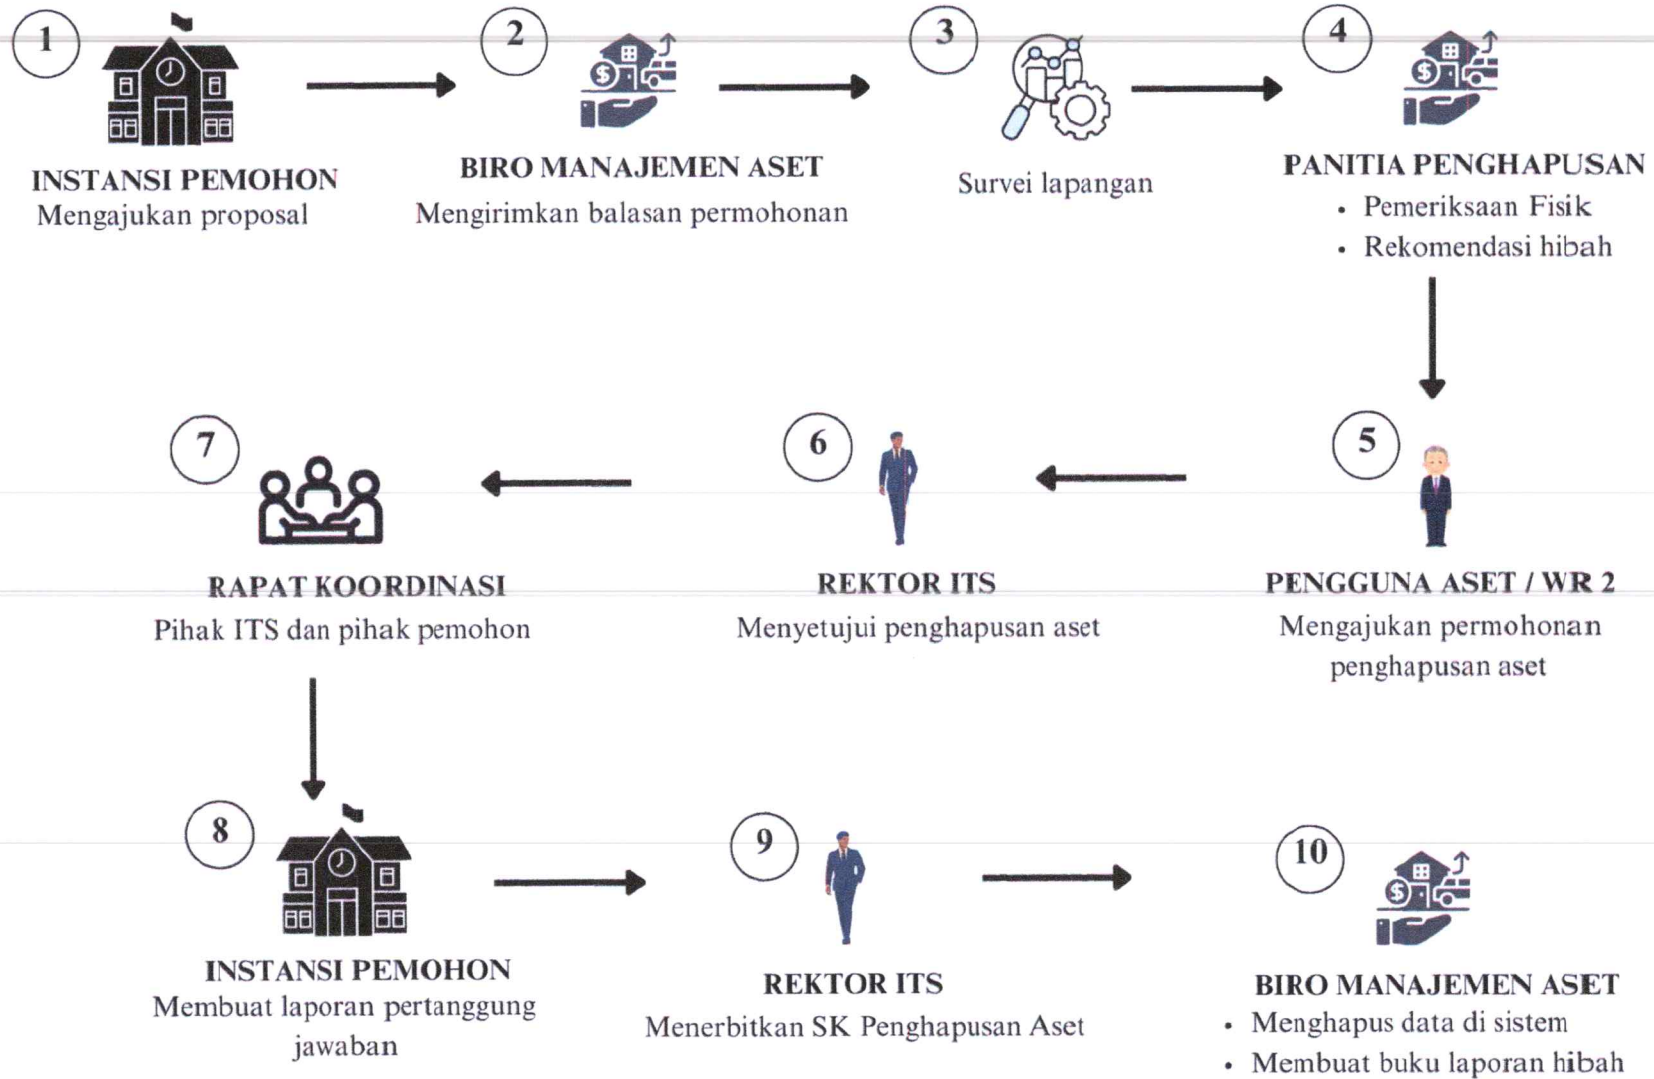 1
INSTANSI PEMOHON
Mengajukan proposal
2
BIRO MANAJEMEN ASET
Mengirimkan balasan permohonan
3
Survei lapangan
4
PANITIA PENGHAPUSAN
• Pemeriksaan Fisik
• Rekomendasi hibah
5
PENGGUNA ASET / WR 2
Mengajukan permohonan
penghapusan aset
6
REKTOR ITS
Menyetujui penghapusan aset
7
RAPAT KOORDINASI
Pihak ITS dan pihak pemohon
8
INSTANSI PEMOHON
Membuat laporan pertanggung
jawaban
9
REKTOR ITS
Menerbitkan SK Penghapusan Aset
10
BIRO MANAJEMEN ASET
• Menghapus data di sistem
• Membuat buku laporan hibah